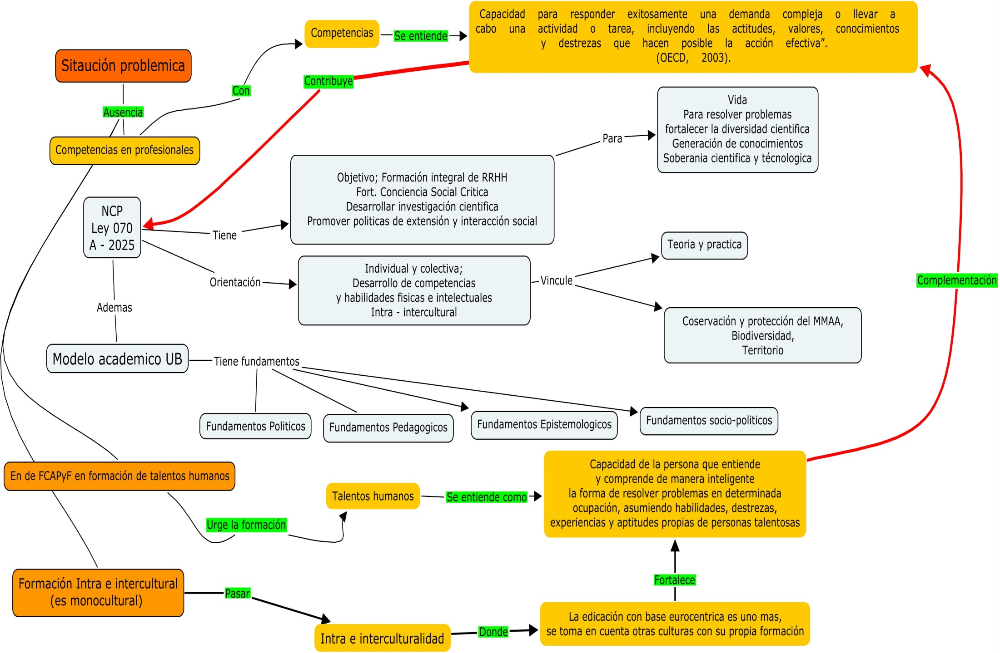 Capacidad para responder exitosamente una demanda compleja o llevar a
cabo una actividad o tarea, incluyendo las actitudes, valores, conocimientos
y destrezas que hacen posible la acción efectiva”.
(OECD, 2003).
Competencias
Se entiende
Sitaución problemica
Contribuye
Con
Ausencia
Competencias en profesionales
Vida
Para resolver problemas
fortalecer la diversidad cientifica
Generación de conocimientos
Soberania cientifica y técnologica
Para
Objetivo; Formación integral de RRHH
Fort. Conciencia Social Critica
Desarrollar investigación cientifica
Promover politicas de extensión y interacción social
NCP
Ley 070
A - 2025
Tiene
Orientación
Individual y colectiva;
Desarrollo de competencias
y habilidades fisicas e intelectuales
Intra - intercultural
Vincule
Teoria y practica
Complementación
Coservación y protección del MMAA,
Biodiversidad,
Territorio
Ademas
Modelo academico UB
Tiene fundamentos
Fundamentos Politicos
Fundamentos Pedagogicos
Fundamentos Epistemologicos
Fundamentos socio-politicos
En de FCAPyF en formación de talentos humanos
Urge la formación
Talentos humanos
Se entiende como
Capacidad de la persona que entiende
y comprende de manera inteligente
la forma de resolver problemas en determinada
ocupación, asumiendo habilidades, destrezas,
experiencias y aptitudes propias de personas talentosas
Fortalece
Formación Intra e intercultural
(es monocultural)
Pasar
Intra e interculturalidad
Donde
La edicación con base eurocentrica es uno mas,
se toma en cuenta otras culturas con su propia formación